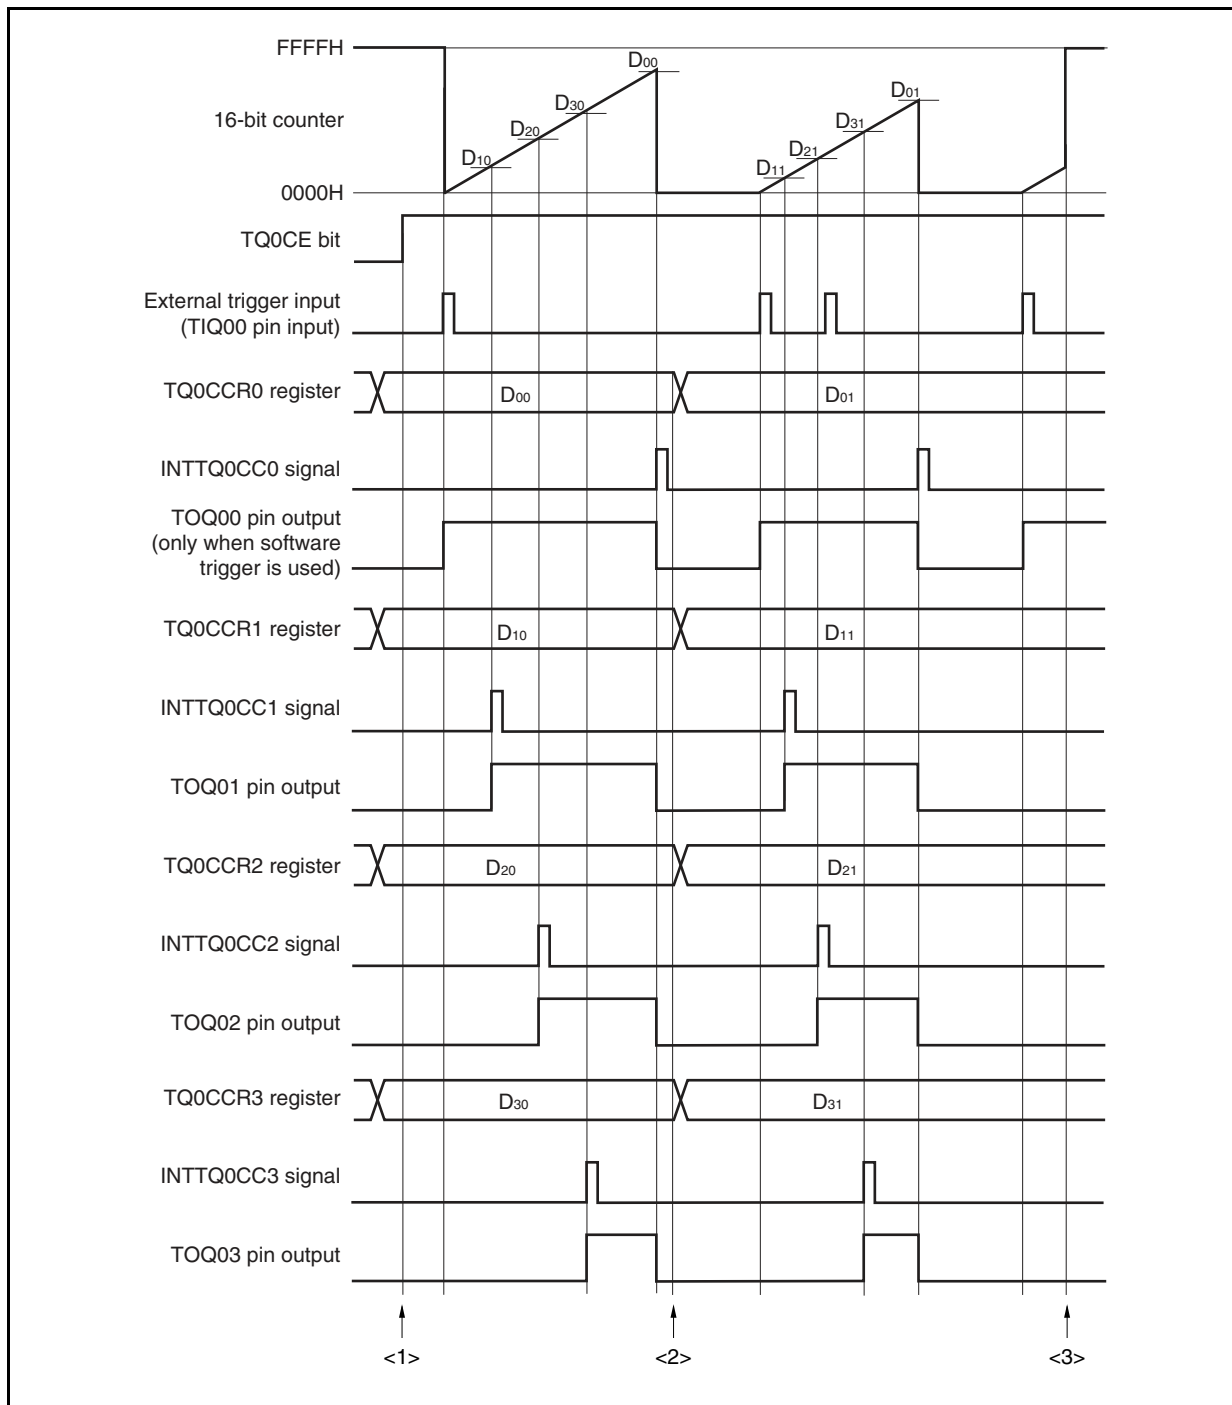 FFFFH
D00
D01
D30
D31
16-bit counter
D20
D21
D10
D11
0000H
TQ0CE bit
External trigger input
(TIQ00 pin input)
TQ0CCR0 register
D00
D01
INTTQ0CC0 signal
TOQ00 pin output
(only when software
trigger is used)
TQ0CCR1 register
D10
D11
INTTQ0CC1 signal
TOQ01 pin output
TQ0CCR2 register
D20
D21
INTTQ0CC2 signal
TOQ02 pin output
TQ0CCR3 register
D30
D31
INTTQ0CC3 signal
TOQ03 pin output
<1>
<2>
<3>